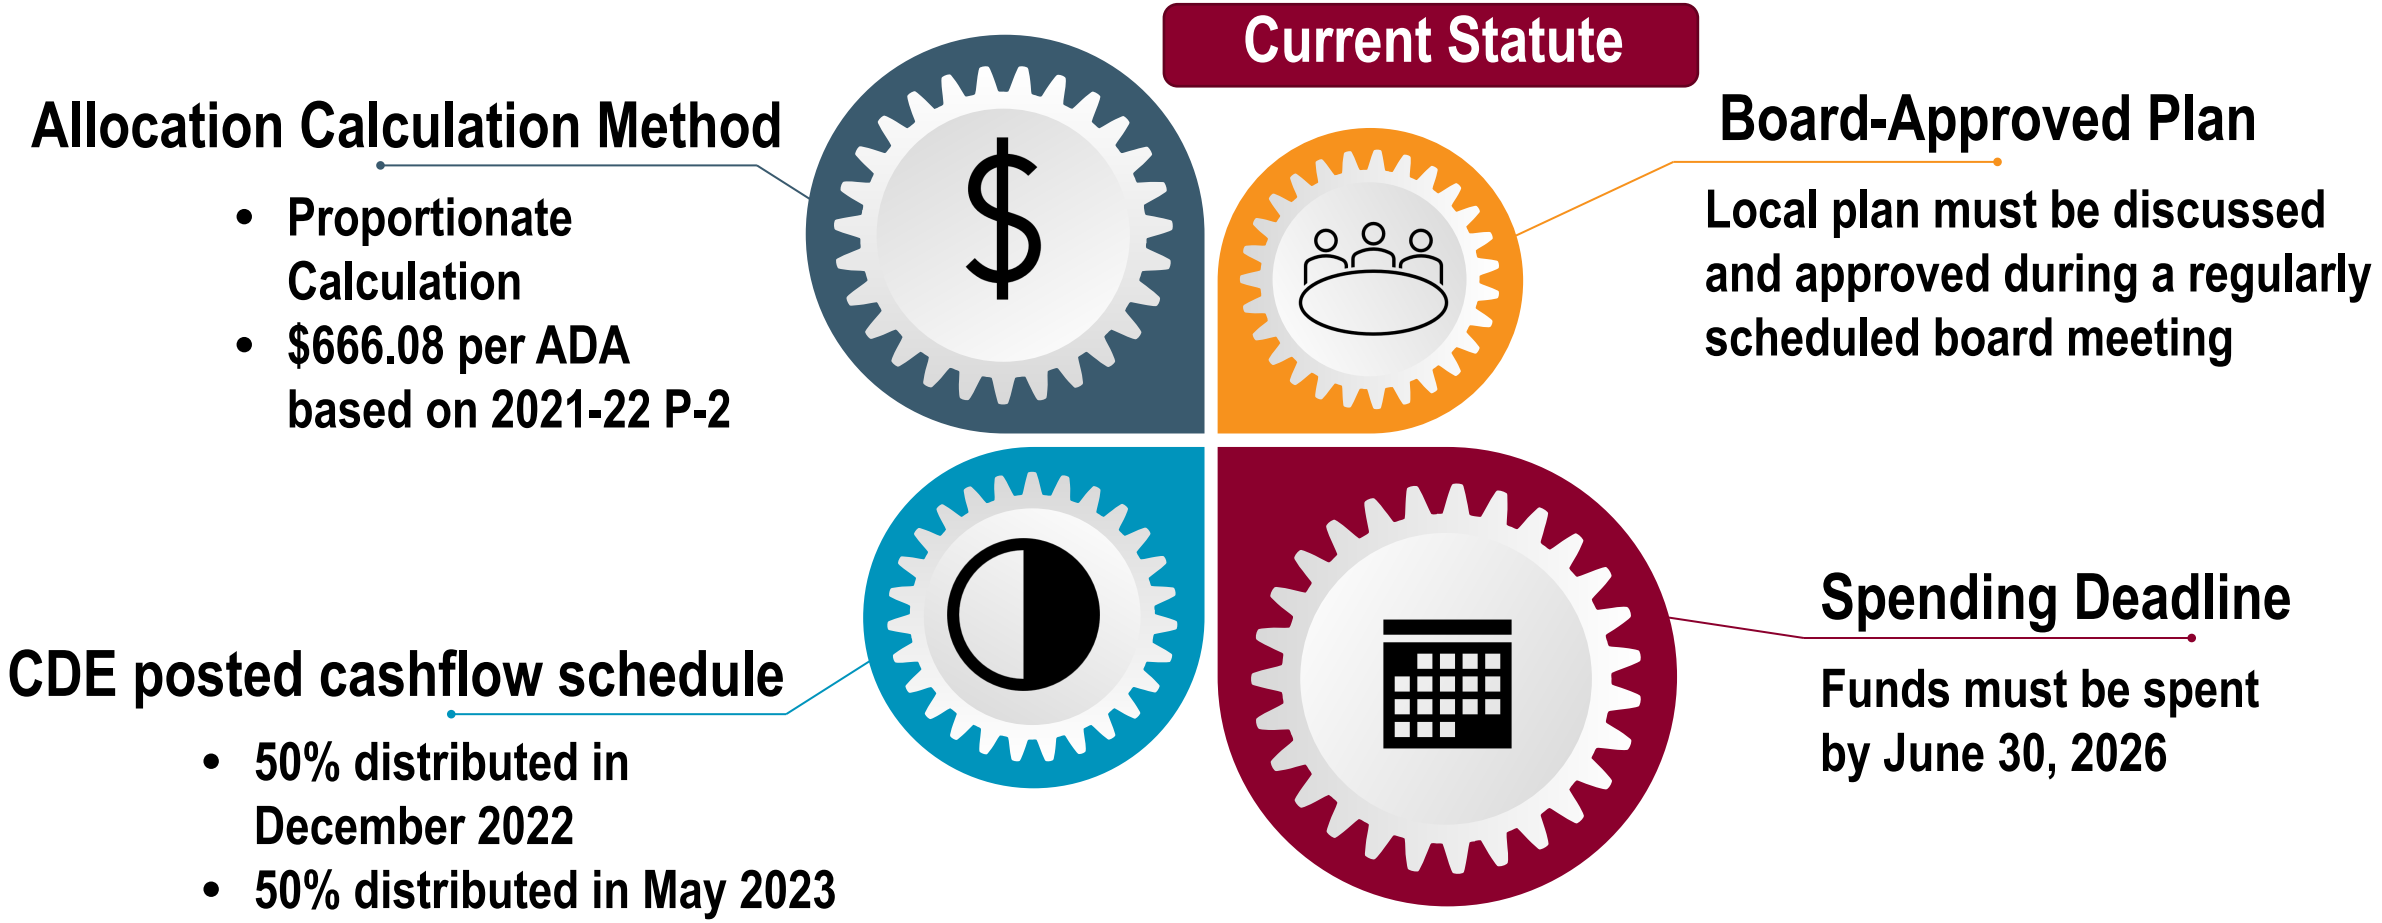 Current Statute
Allocation Calculation Method
• Proportionate
Calculation
• $666.08 per ADA
based on 2021-22 P-2
Board-Approved Plan
Local plan must be discussed
and approved during a regularly
scheduled board meeting
CDE posted cashflow schedule
• 50% distributed in
December 2022
• 50% distributed in May 2023
Spending Deadline
Funds must be spent
by June 30, 2026